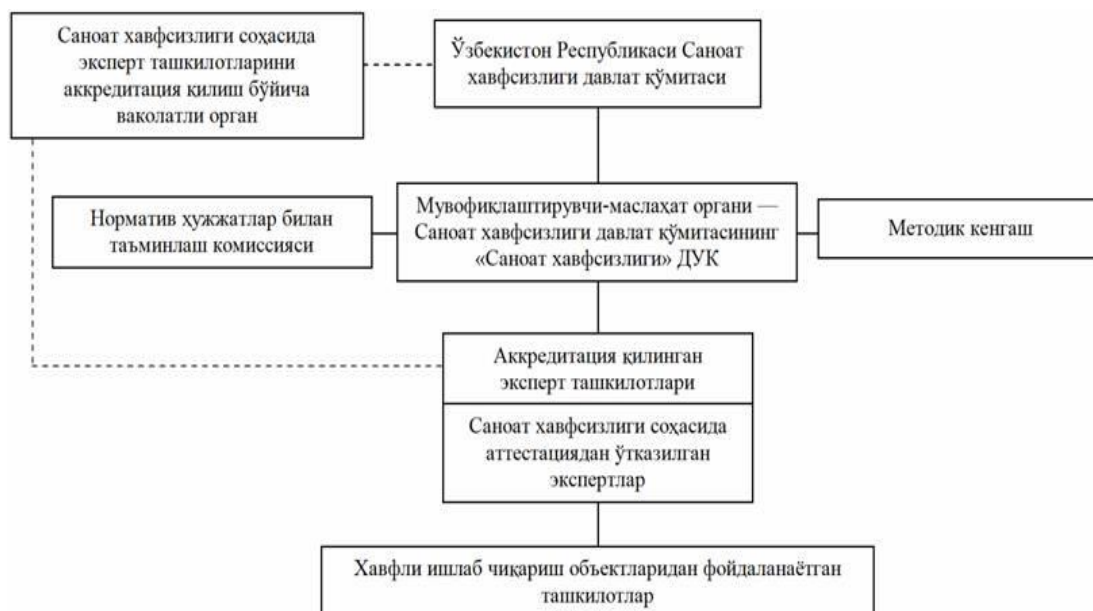 Саноат хавфсизлиги соҳасида
эксперт ташкилотларини
аккредитация қилиш бўйича
ваколатли орган
Ўзбекистон Республикаси Саноат
хавфсизлиги давлат қўмитаси
Норматив ҳужжатлар билан
таъминлаш комиссияси
Мувофиқлаштирувчи-маслаҳат органи —
Саноат хавфсизлиги давлат қўмитасининг
«Саноат хавфсизлиги» ДУК
Методик кенгаш
Аккредитация қилинган
эксперт ташкилотлари
Саноат хавфсизлиги соҳасида
аттестациядан ўтказилган
экспертлар
Хавфли ишлаб чиқариш объектларидан фойдаланаётган
ташкилотлар